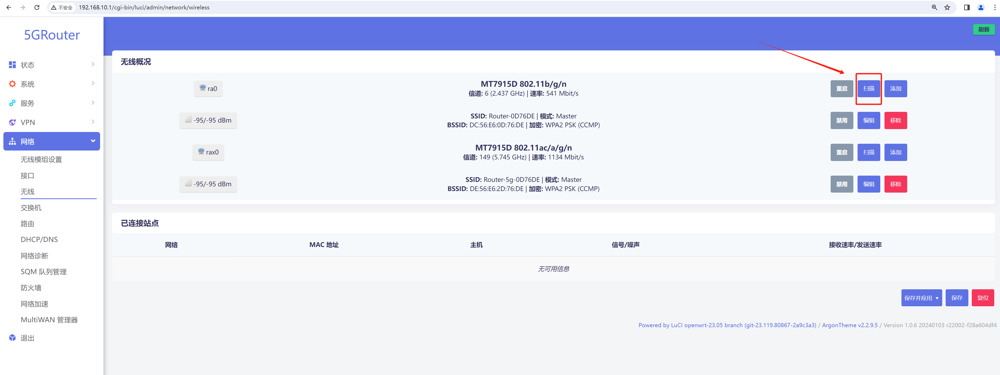 不安全 192.168.10.1/cgi-bin/luci/admin/network/wireless
5GRouter
状态
系统
服务
VPN
网络
无线模组设置
接口
无线
交换机
路由
DHCP/DNS
网络诊断
SQM 队列管理
防火墙
网络加速
MultiWAN 管理器
退出
刷新
无线概况
ra0
MT7915D 802.11b/g/n
信道: 6 (2.437 GHz) | 速率: 541 Mbit/s
重启 扫描 添加
-95/-95 dBm
SSID: Router-0D76DE | 模式: Master
BSSID: DC:56:E6:0D:76:DE | 加密: WPA2 PSK (CCMP)
禁用 编辑 移除
rax0
MT7915D 802.11ac/a/g/n
信道: 149 (5.745 GHz) | 速率: 1134 Mbit/s
重启 扫描 添加
-95/-95 dBm
SSID: Router-5g-0D76DE | 模式: Master
BSSID: DE:56:E6:2D:76:DE | 加密: WPA2 PSK (CCMP)
禁用 编辑 移除
已连接站点
网络 MAC 地址 主机 信号/噪声 接收速率/发送速率
无可用信息
保存并应用 保存 复位
Powered by LuCI openwrt-23.05 branch (git-23.119.80867-2a9c3a3) / ArgonTheme v2.2.9.5 / Version 1.0.6 20240103 r22002-f28a604df4